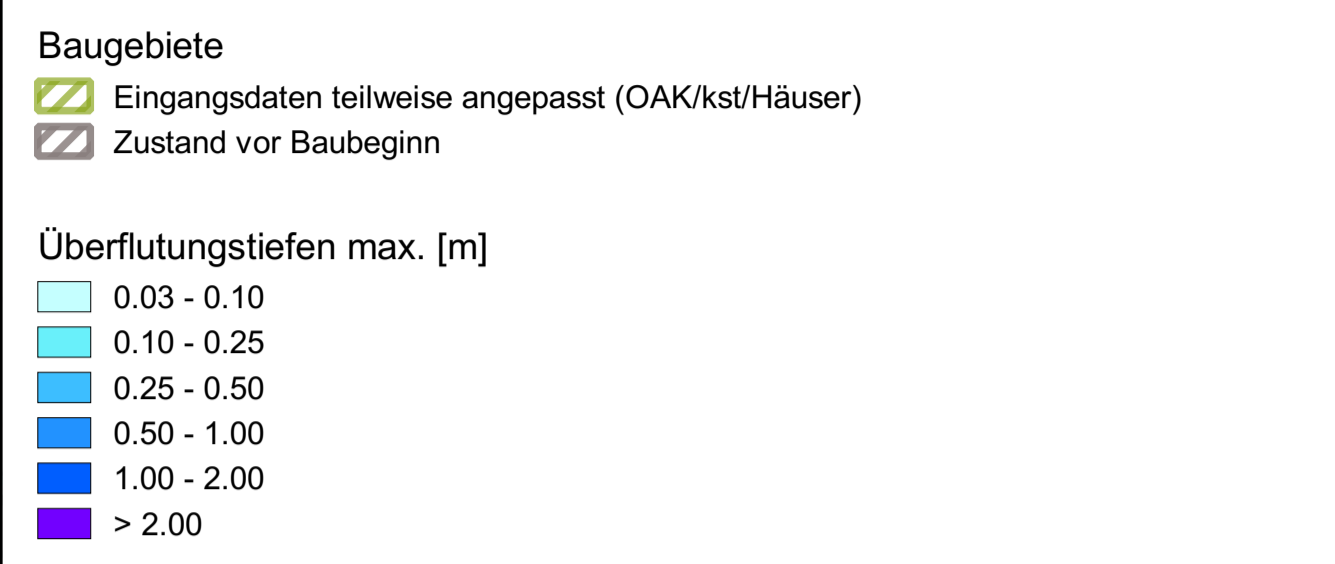 Baugebiete
Eingangsdaten teilweise angepasst (OAK/kst/Häuser)
Zustand vor Baubeginn
Überflutungstiefen max. [m]
0.03 - 0.10
0.10 - 0.25
0.25 - 0.50
0.50 - 1.00
1.00 - 2.00
> 2.00